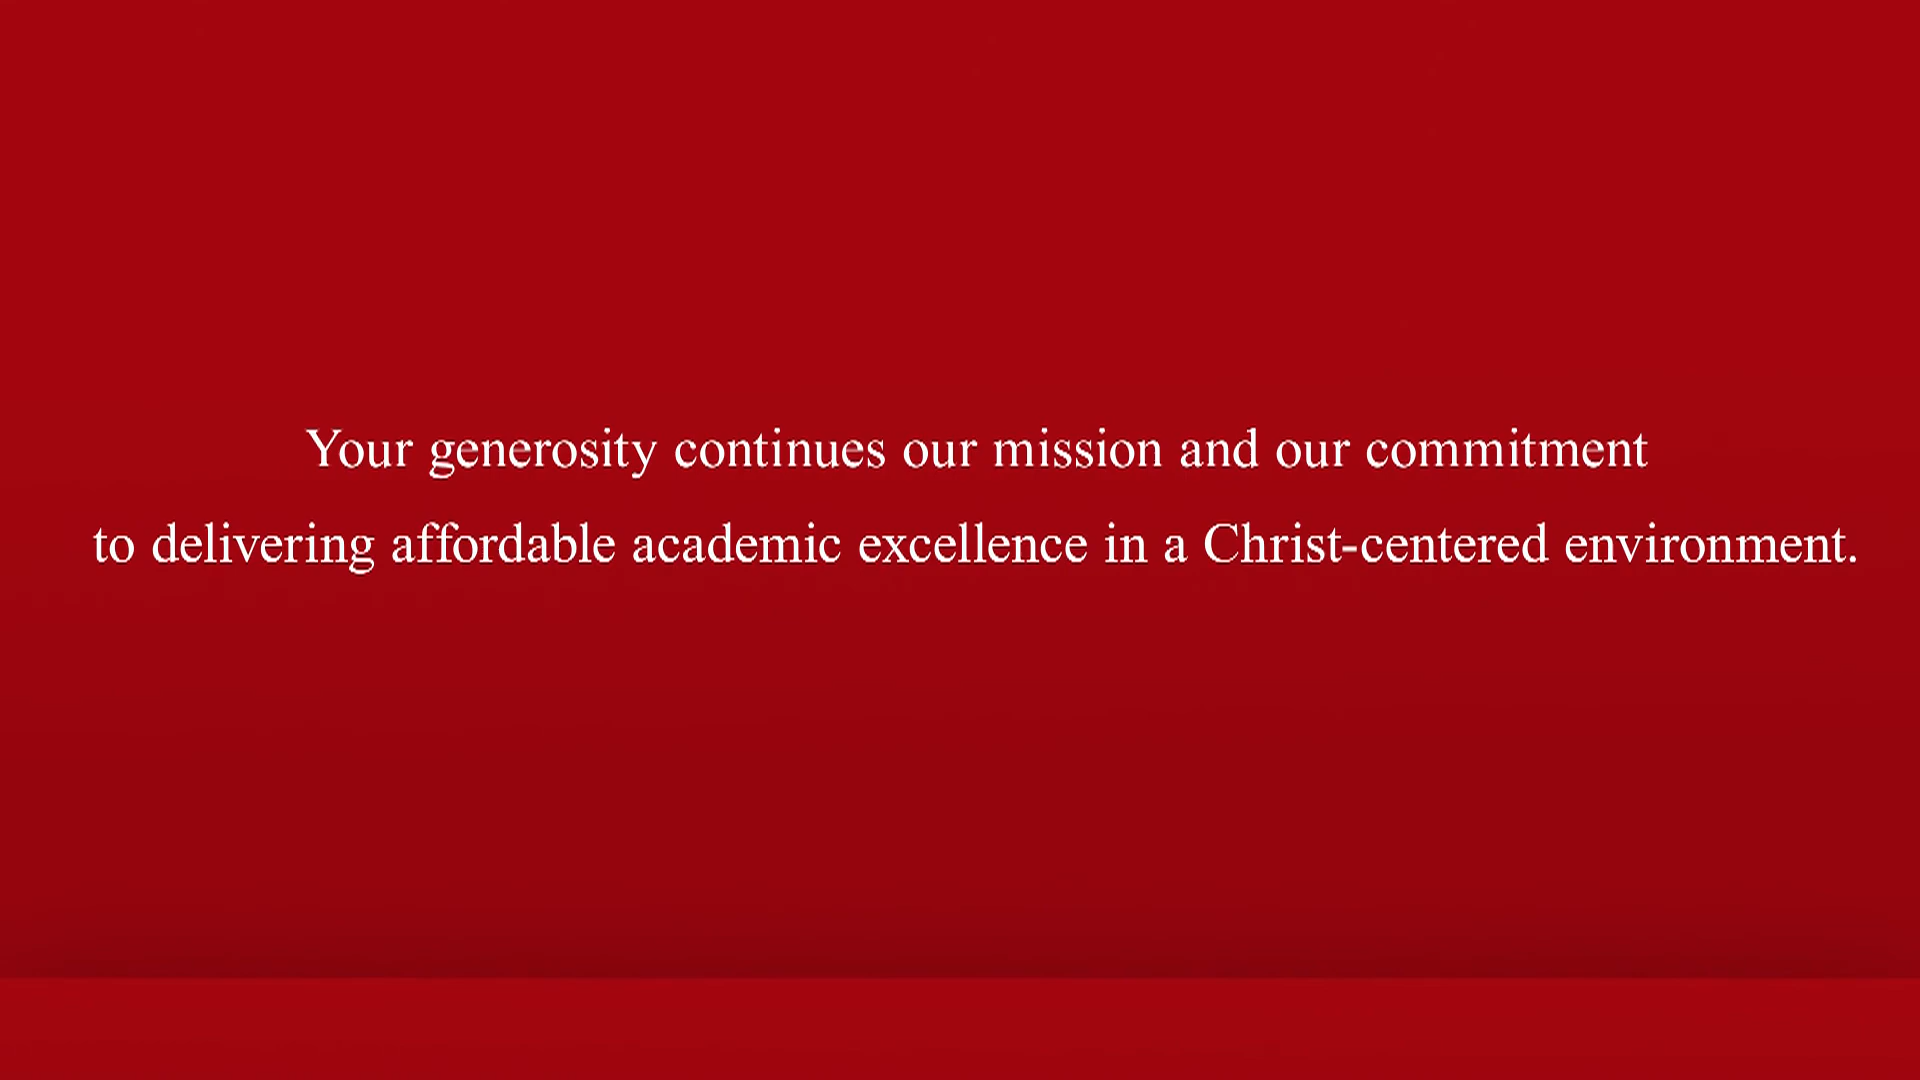 Your generosity continues our mission and our commitment
to delivering affordable academic excellence in a Christ-centered environment.